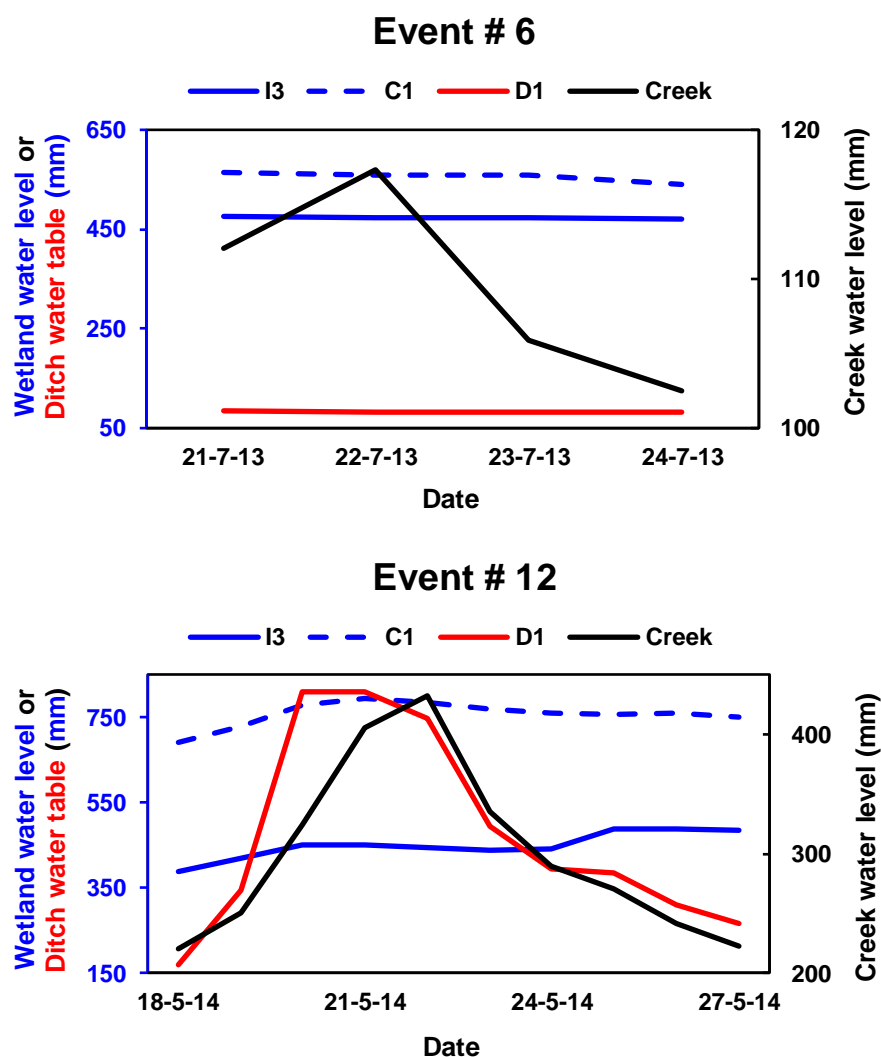 Event # 6
I3 C1 D1 Creek
Wetland water level or
Ditch water table (mm)
650
450
250
50
120
110
100
Creek water level (mm)
21-7-13 22-7-13 23-7-13 24-7-13
Date
Event # 12
I3 C1 D1 Creek
Wetland water level or
Ditch water table (mm)
750
550
350
150
400
300
200
Creek water level (mm)
18-5-14 21-5-14 24-5-14 27-5-14
Date